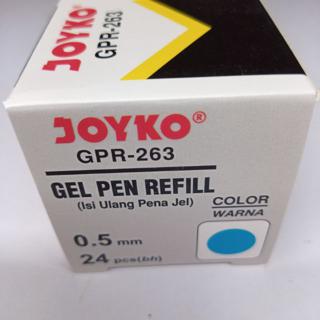 JOYKO
GPR-263
JOYKO®
GPR-263
GEL PEN REFILL
(Isi Ulang Pena Jel)
COLOR
WARNA
0.5 mm
24 pcs(bh)